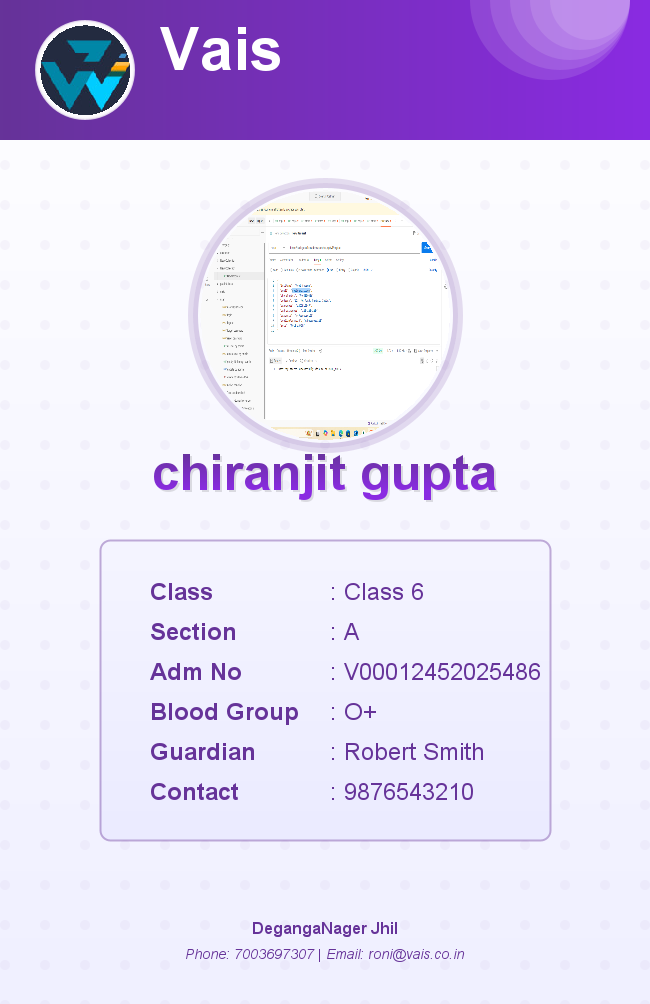 Vais
chiranjit gupta
Class : Class 6
Section : A
Adm No : V00012452025486
Blood Group : O+
Guardian : Robert Smith
Contact : 9876543210
DegangaNager Jhil
Phone: 7003697307 | Email: roni@vais.co.in